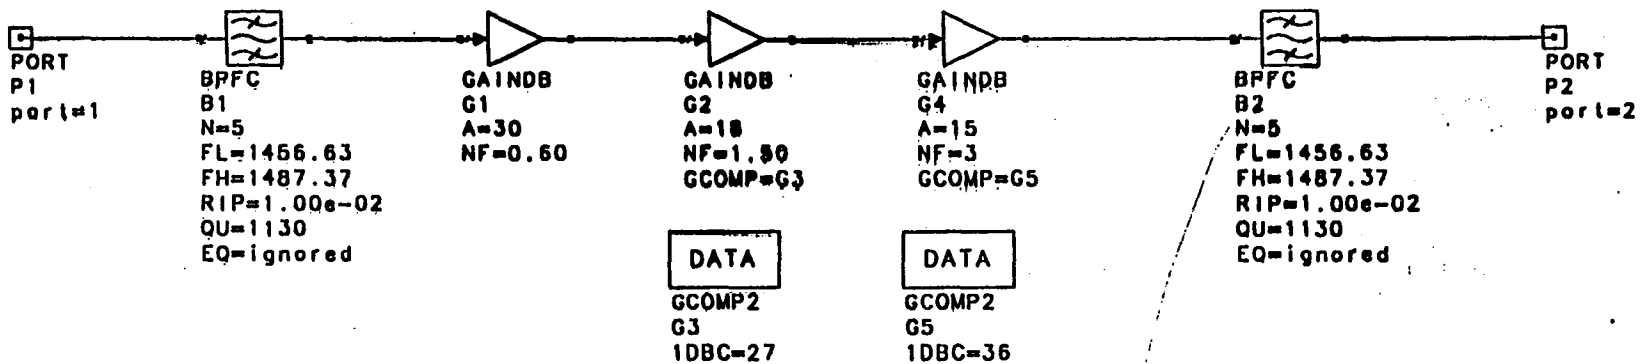 PORT
P1
port=1
BPFC
B1
N=5
FL=1456.63
FH=1487.37
RIP=1.00e-02
QU=1130
EQ=ignored
GAINDB
G1
A=30
NF=0.60
GAINDB
G2
A=18
NF=1.50
GCOMP=G3
DATA
GCOMP2
G3
1DBC=27
GAINDB
G4
A=15
NF=3
GCOMP=G5
DATA
GCOMP2
G5
1DBC=36
BPFC
B2
N=5
FL=1456.63
FH=1487.37
RIP=1.00e-02
QU=1130
EQ=ignored
PORT
P2
port=2